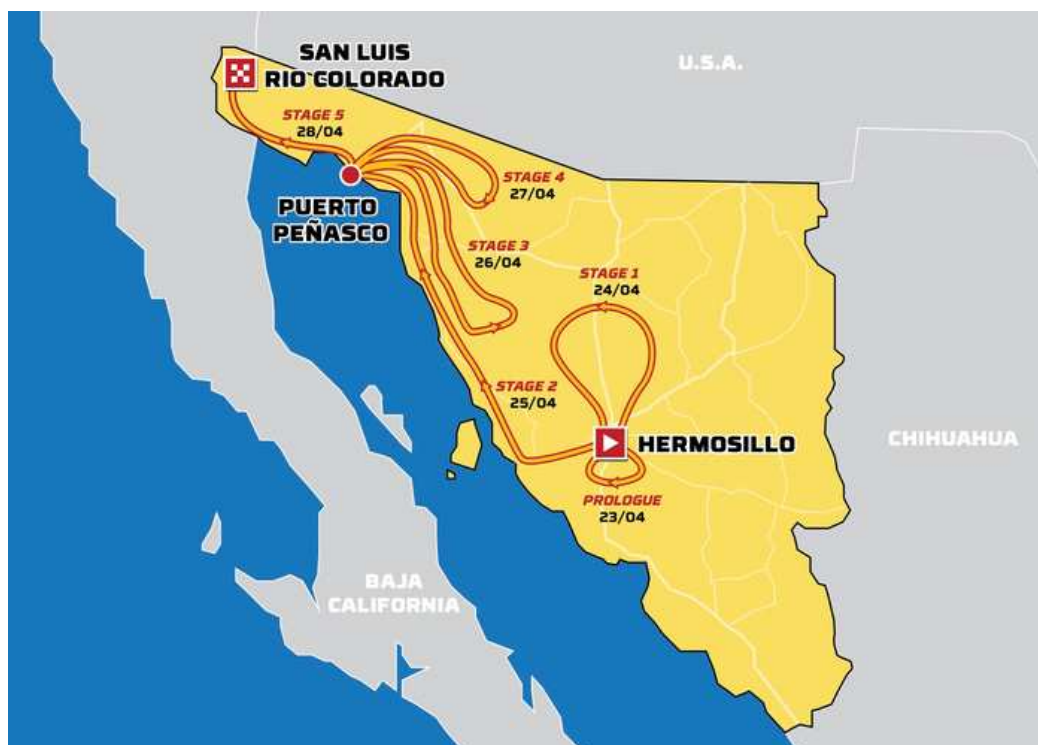 U.S.A.
SAN LUIS
RIO COLORADO
STAGE 5
28/04
PUERTO
PEÑASCO
STAGE 4
27/04
STAGE 3
26/04
STAGE 1
24/04
STAGE 2
25/04
HERMOSILLO
CHIHUAHUA
PROLOGUE
23/04
BAJA
CALIFORNIA